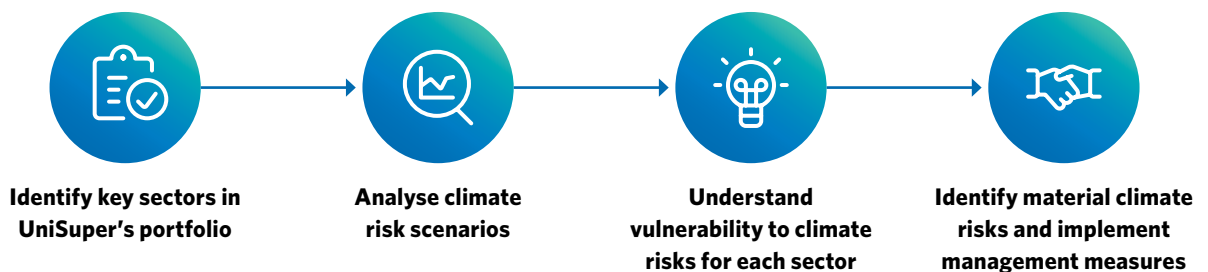 Identify key sectors in
UniSuper's portfolio
Analyse climate
risk scenarios
Understand
vulnerability to climate
risks for each sector
Identify material climate
risks and implement
management measures